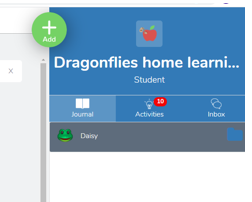 Add
Dragonflies home learni...
Student
x
10
Journal
Activities
Inbox
Daisy